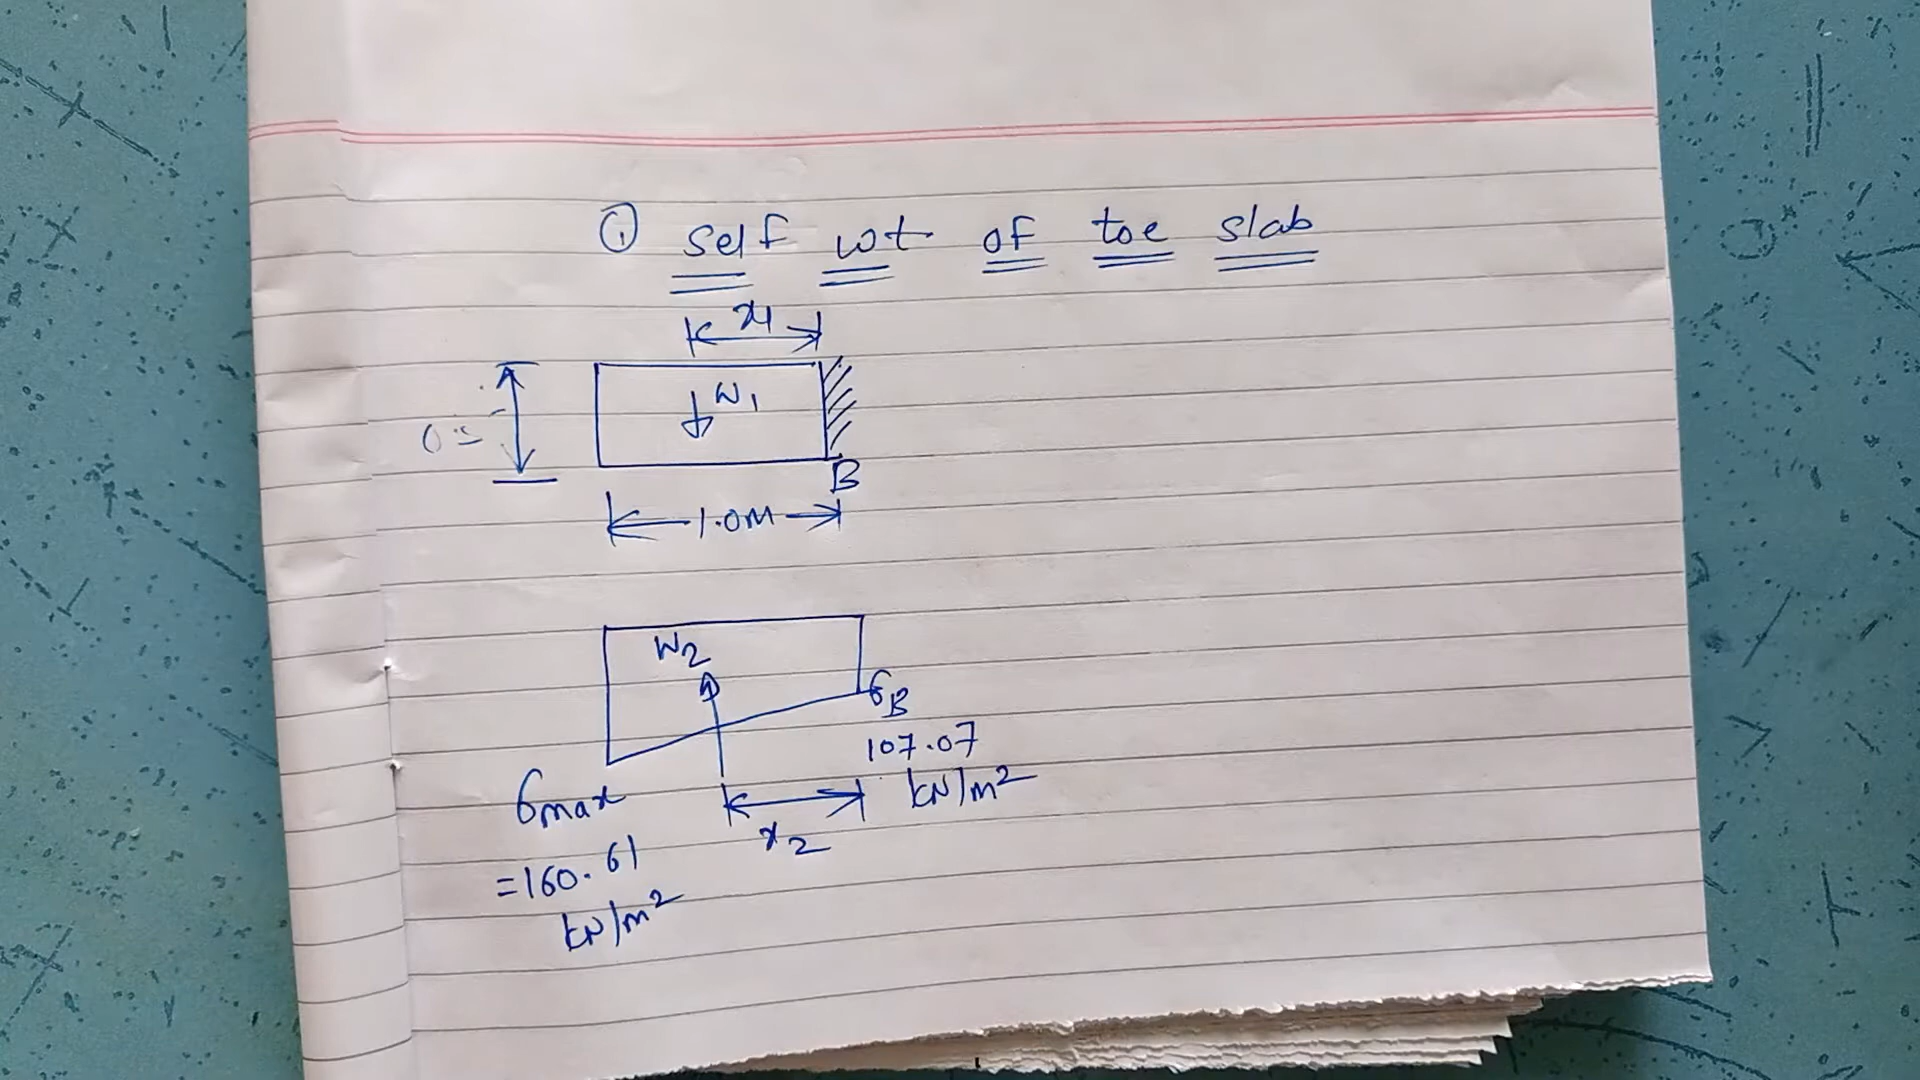 ① self wt of toe slab
x1
W1
B
1.0m
W2
σB
107.07
kN/m²
x2
σmax
=160.61
kN/m²